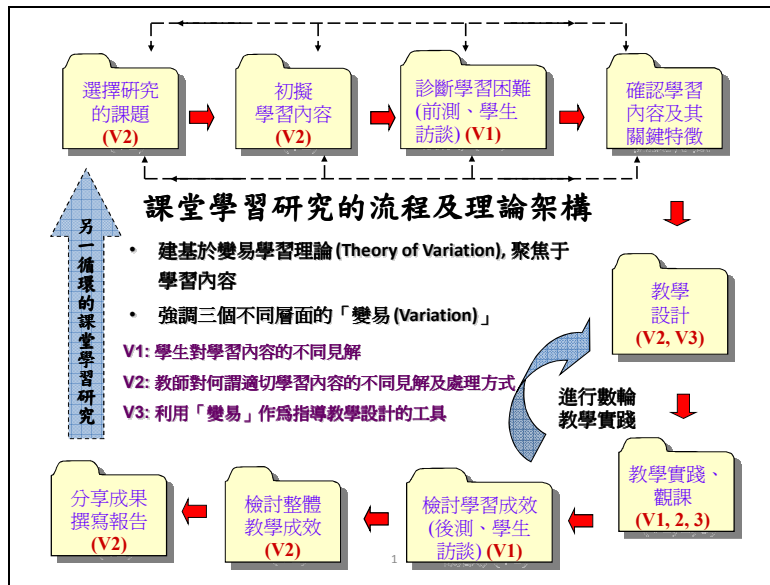 選擇研究
的課題
(V2)
初擬
學習內容
(V2)
診斷學習困難
(前測、學生
訪談) (V1)
確認學習
內容及其
關鍵特徵
課堂學習研究的流程及理論架構
• 建基於變易學習理論(Theory of Variation), 聚焦于
學習內容
• 強調三個不同層面的「變易(Variation)」
V1: 學生對學習內容的不同見解
V2: 教師對何謂適切學習內容的不同見解及處理方式
V3: 利用「變易」作爲指導教學設計的工具
另一循環的課堂學習研究
教學
設計
(V2, V3)
進行數輪
教學實踐
教學實踐、
觀課
(V1, 2, 3)
檢討學習成效
(後測、學生
訪談) (V1)
檢討整體
教學成效
(V2)
分享成果
撰寫報告
(V2)
1